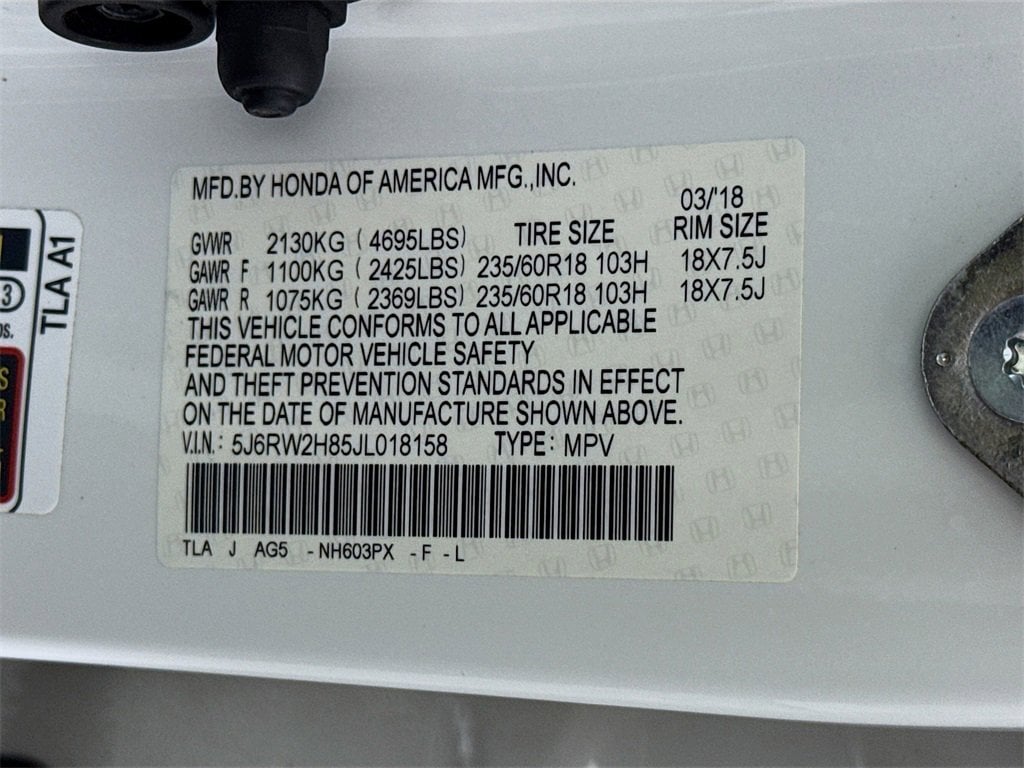 MFD.BY HONDA OF AMERICA MFG.,INC.
03/'18
GVWR 2130KG ( 4695LBS) TIRE SIZE RIM SIZE
GAWR F 1100KG ( 2425LBS) 235/60R18 103H 18X7.5J
GAWR R 1075KG ( 2369LBS) 235/60R18 103H 18X7.5J
THIS VEHICLE CONFORMS TO ALL APPLICABLE
FEDERAL MOTOR VEHICLE SAFETY
AND THEFT PREVENTION STANDARDS IN EFFECT
ON THE DATE OF MANUFACTURE SHOWN ABOVE.
V.I.N.: 5J6RW2H85JL018158 TYPE: MPV
TLA J AG5 -NH603PX -F -L
TLA A1